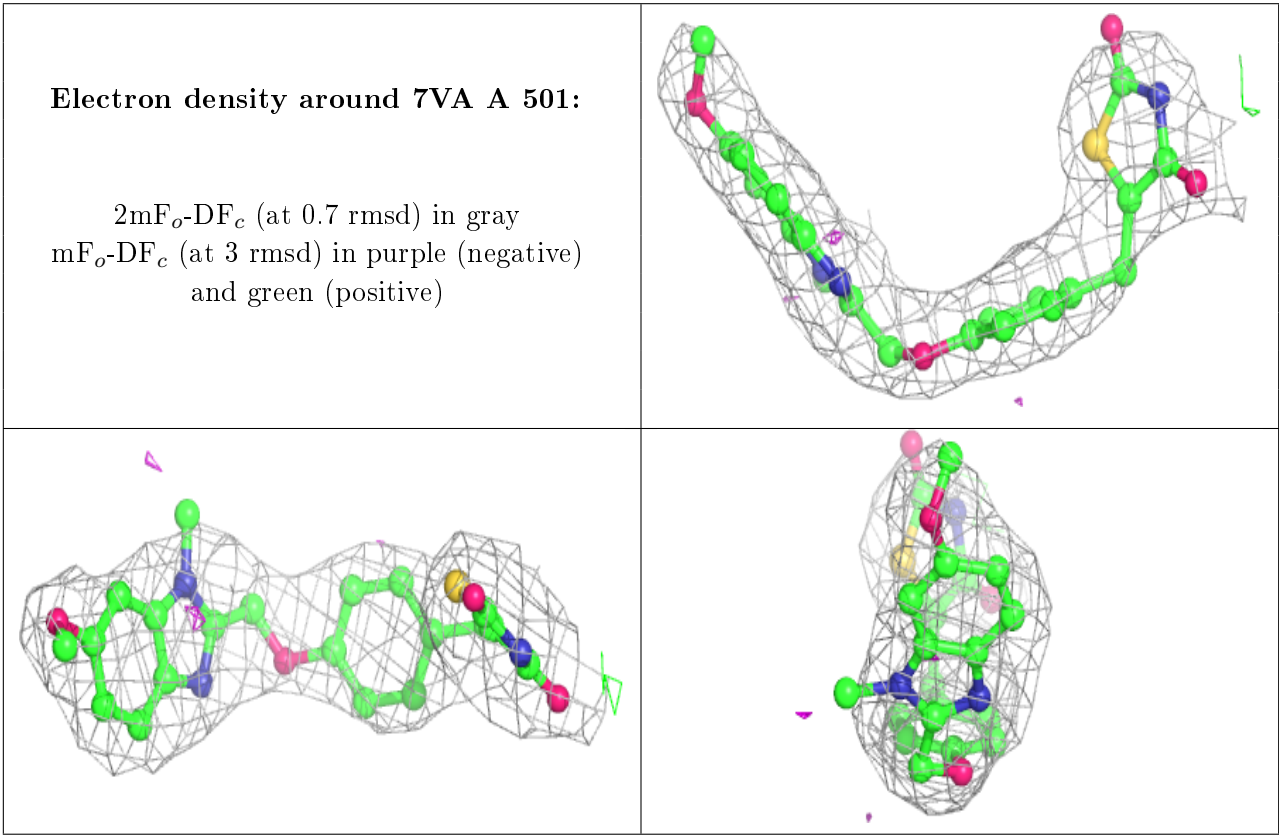 Electron density around 7VA A 501:
2mFₒ-DF𝒸 (at 0.7 rmsd) in gray
mFₒ-DF𝒸 (at 3 rmsd) in purple (negative)
and green (positive)